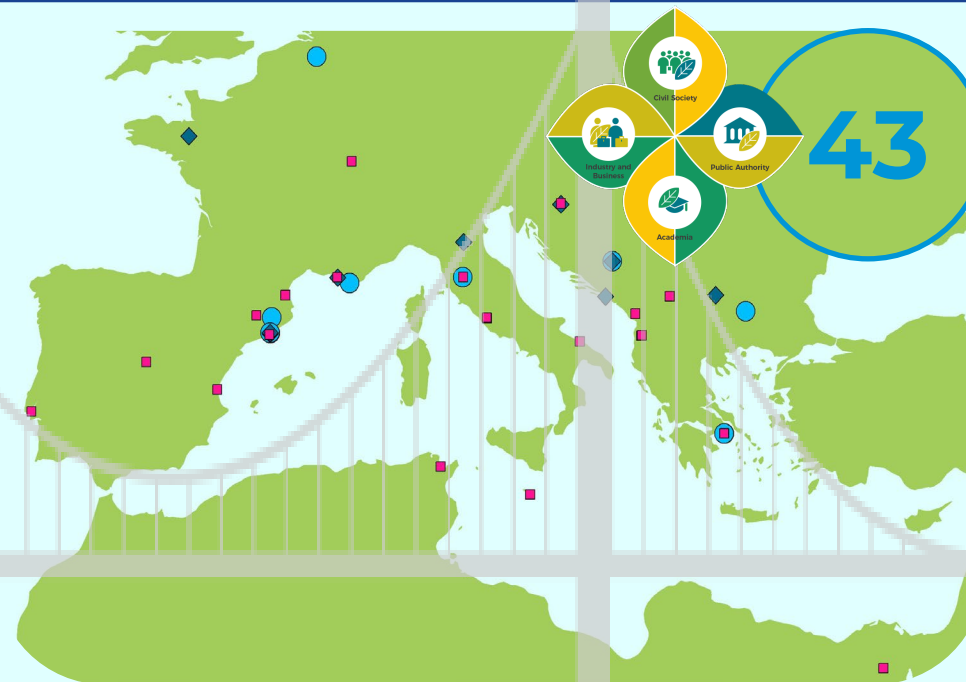 Civil Society
Industry and
Business
Public Authority
Academia
43